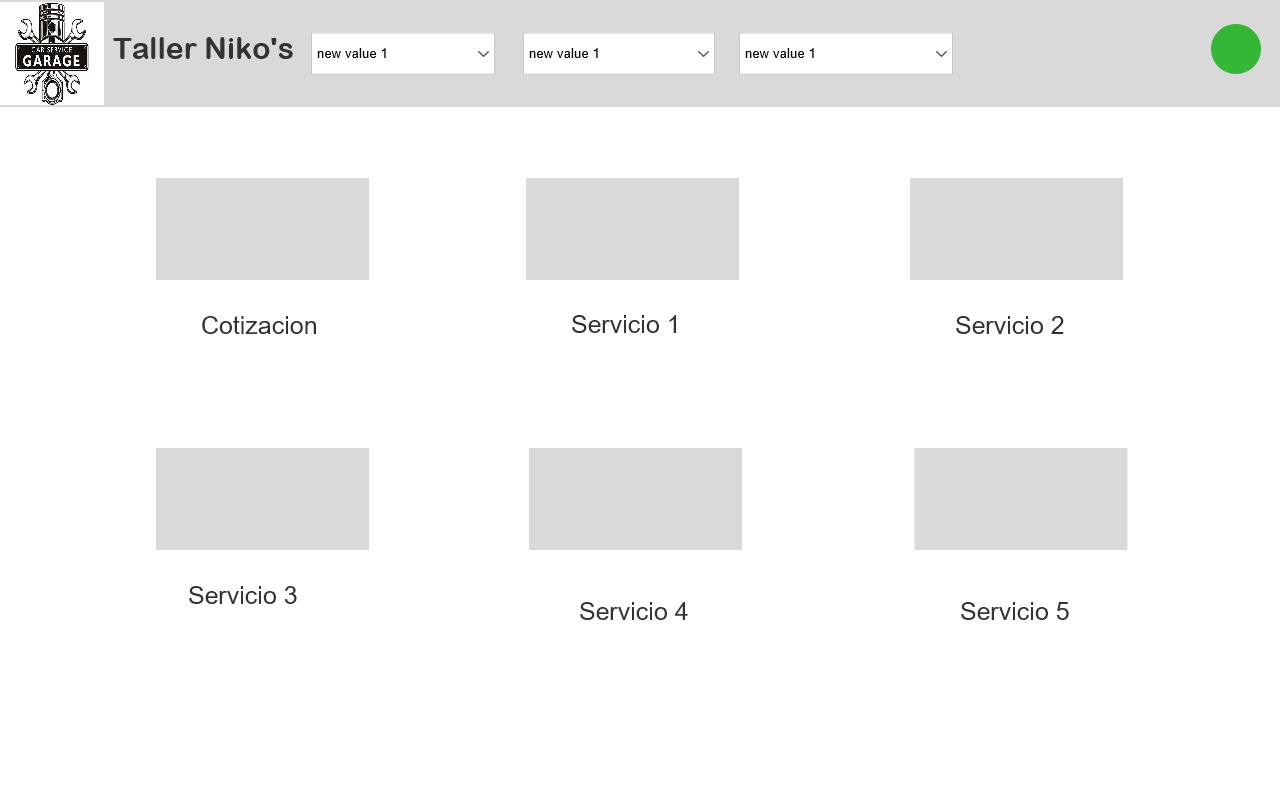 CAR SERVICE
GARAGE
Taller Niko's
new value 1
new value 1
new value 1
Cotizacion
Servicio 1
Servicio 2
Servicio 3
Servicio 4
Servicio 5